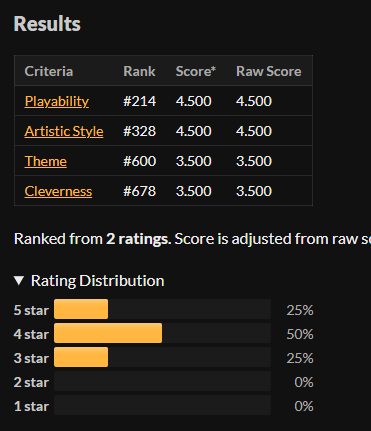 Results
Criteria Rank Score* Raw Score
Playability #214 4.500 4.500
Artistic Style #328 4.500 4.500
Theme #600 3.500 3.500
Cleverness #678 3.500 3.500
Ranked from 2 ratings. Score is adjusted from raw
▼ Rating Distribution
5 star 25%
4 star 50%
3 star 25%
2 star 0%
1 star 0%